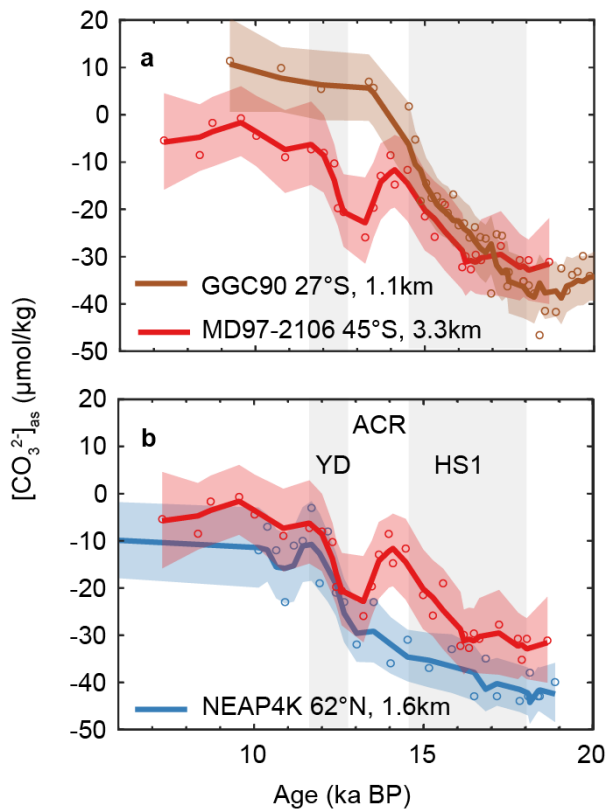 20
10
0
-10
-20
-30
-40
-50
a
GGC90 27°S, 1.1km
MD97-2106 45°S, 3.3km
[CO₃²⁻]ₐₛ (µmol/kg)
20
10
0
-10
-20
-30
-40
-50
b
ACR
YD
HS1
NEAP4K 62°N, 1.6km
10
15
20
Age (ka BP)